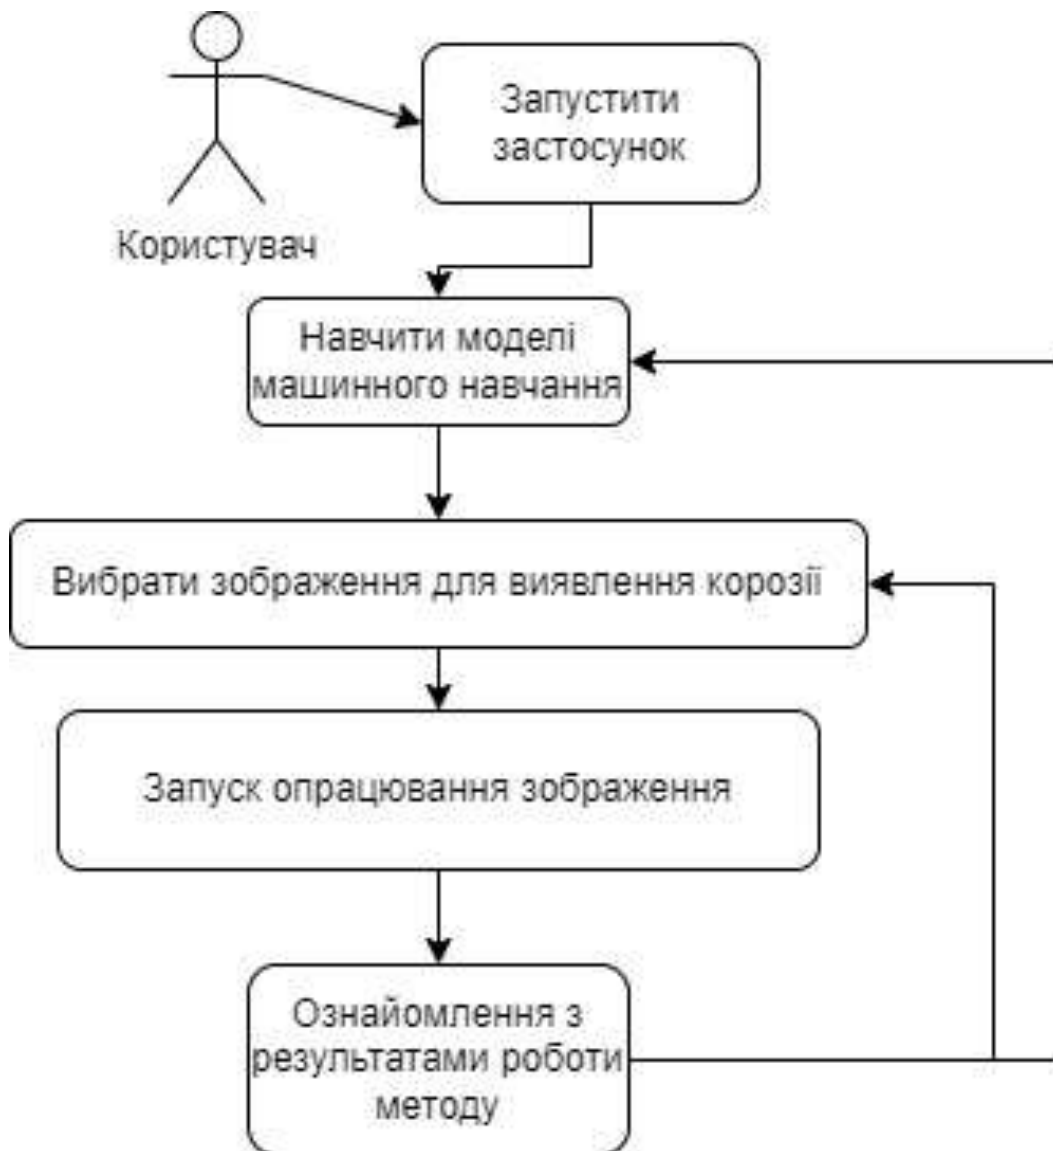 Запустити
застосунок
Користувач
Навчити моделі
машинного навчання
Вибрати зображення для виявлення корозії
Запуск опрацювання зображення
Ознайомлення з
результатами роботи
методу